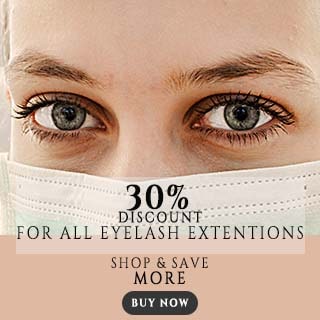 30%
DISCOUNT
FOR ALL EYELASH EXTENTIONS
SHOP & SAVE
MORE
BUY NOW